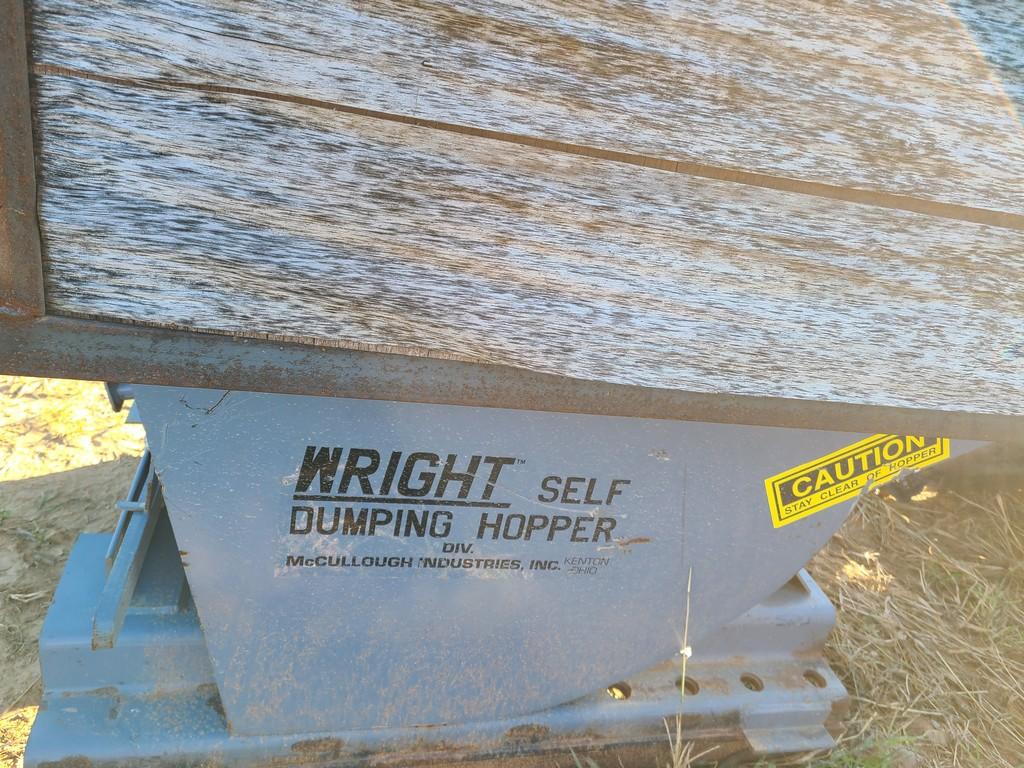 WRIGHT™ SELF
DUMPING HOPPER
DIV.
McCULLOUGH INDUSTRIES, INC. KENTON
OHIO
CAUTION
STAY CLEAR OF HOPPER